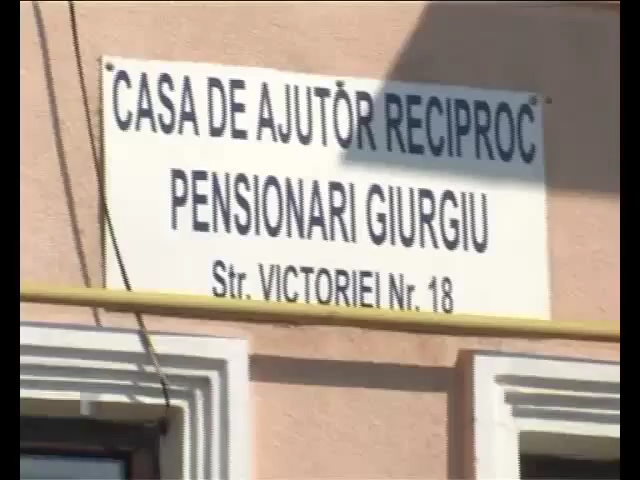 CASA DE AJUTOR RECIPROC
PENSIONARI GIURGIU
Str. VICTORIEI Nr. 18